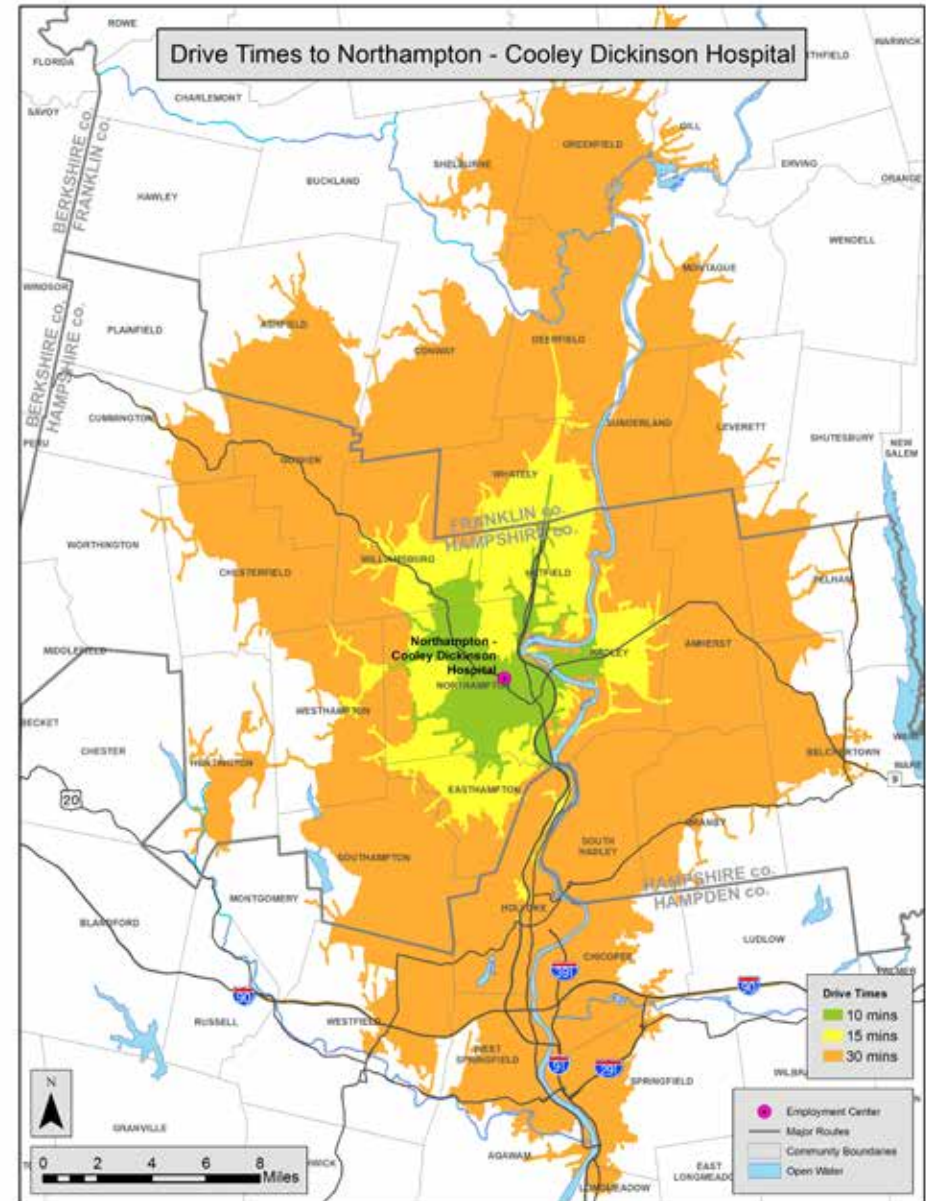 ROWE
Drive Times to Northampton - Cooley Dickinson Hospital
WARWICK
FLORIDA
CHARLEMONT
SAVOY
GILL
GREENFIELD
SHELBURNE
ERVING
ORANGE
BUCKLAND
HAWLEY
BERKSHIRE co.
FRANKLIN co.
WENDELL
MONTAGUE
WINDSOR
PLAINFIELD
ASHFIELD
CONWAY
DEERFIELD
BERKSHIRE co.
HAMPSHIRE co.
CUMMINGTON
PERU
SUNDERLAND
LEVERETT
SHUTESBURY
NEW
SALEM
GOSHEN
WHATELY
FRANKLIN co.
HAMPSHIRE co.
WORTHINGTON
WILLIAMSBURG
CHESTERFIELD
HATFIELD
PELHAM
MIDDLEFIELD
Northampton -
Cooley Dickinson
Hospital
HADLEY
AMHERST
NORTHAMPTON
WESTHAMPTON
BECKET
CHESTER
HUNTINGTON
BELCHERTOWN
WARE
9
20
EASTHAMPTON
GRANBY
SOUTH
HADLEY
SOUTHAMPTON
HAMPSHIRE co.
HAMPDEN co.
MONTGOMERY
BLANDFORD
HOLYOKE
LUDLOW
CHICOPEE
PALMER
391
90
90
RUSSELL
WESTFIELD
Drive Times
10 mins
15 mins
30 mins
WEST
SPRINGFIELD
91
291
SPRINGFIELD
N
GRANVILLE
Employment Center
Major Routes
Community Boundaries
Open Water
AGAWAM
EAST
LONGMEADOW
LONGMEADOW
0 2 4 6 8
Miles